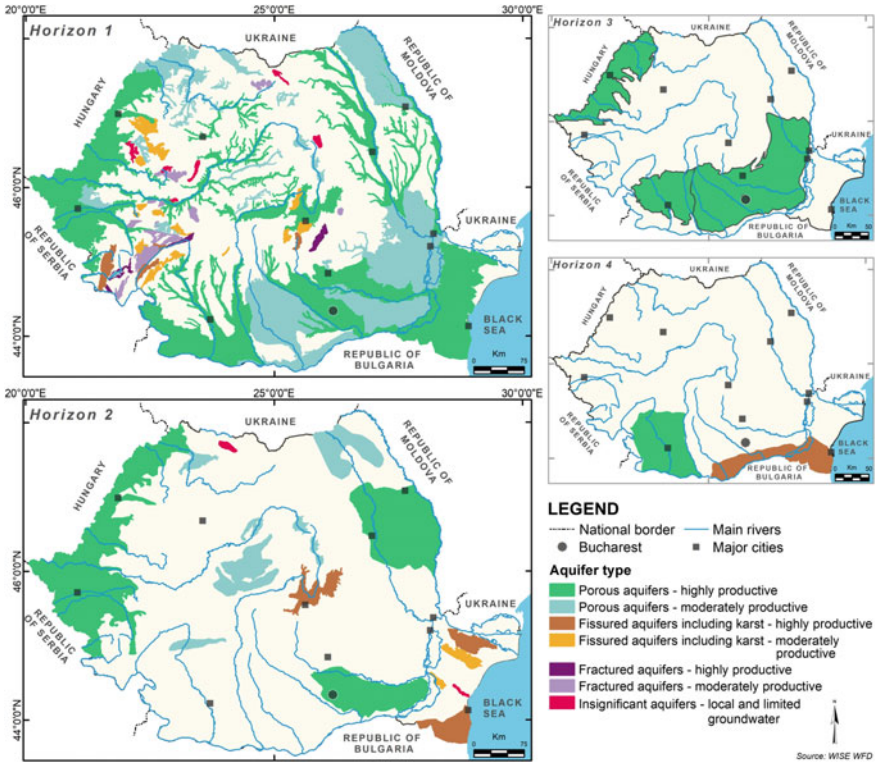 20°00'0"E 25°00'0"E 30°00'0"E
Horizon 1
UKRAINE
REPUBLIC OF
MOLDOVA
HUNGARY
46°0'0"N
REPUBLIC
OF SERBIA
UKRAINE
BLACK
SEA
44°0'0"N
REPUBLIC OF
BULGARIA
Km
0 75
20°00'0"E 25°00'0"E 30°00'0"E
Horizon 2
UKRAINE
REPUBLIC OF
MOLDOVA
HUNGARY
46°0'0"N
REPUBLIC
OF SERBIA
UKRAINE
BLACK
SEA
44°0'0"N
REPUBLIC OF
BULGARIA
Km
0 75
Horizon 3
UKRAINE
REPUBLIC OF
MOLDOVA
HUNGARY
UKRAINE
REPUBLIC
OF SERBIA
BLACK
SEA
REPUBLIC OF
BULGARIA
Km
0 50
Horizon 4
UKRAINE
REPUBLIC OF
MOLDOVA
HUNGARY
UKRAINE
REPUBLIC
OF SERBIA
BLACK
SEA
REPUBLIC OF
BULGARIA
Km
0 50
LEGEND
National border Main rivers
Bucharest Major cities
Aquifer type
Porous aquifers - highly productive
Porous aquifers - moderately productive
Fissured aquifers including karst - highly productive
Fissured aquifers including karst - moderately
productive
Fractured aquifers - highly productive
Fractured aquifers - moderately productive
Insignificant aquifers - local and limited
groundwater
Source: WISE WFD